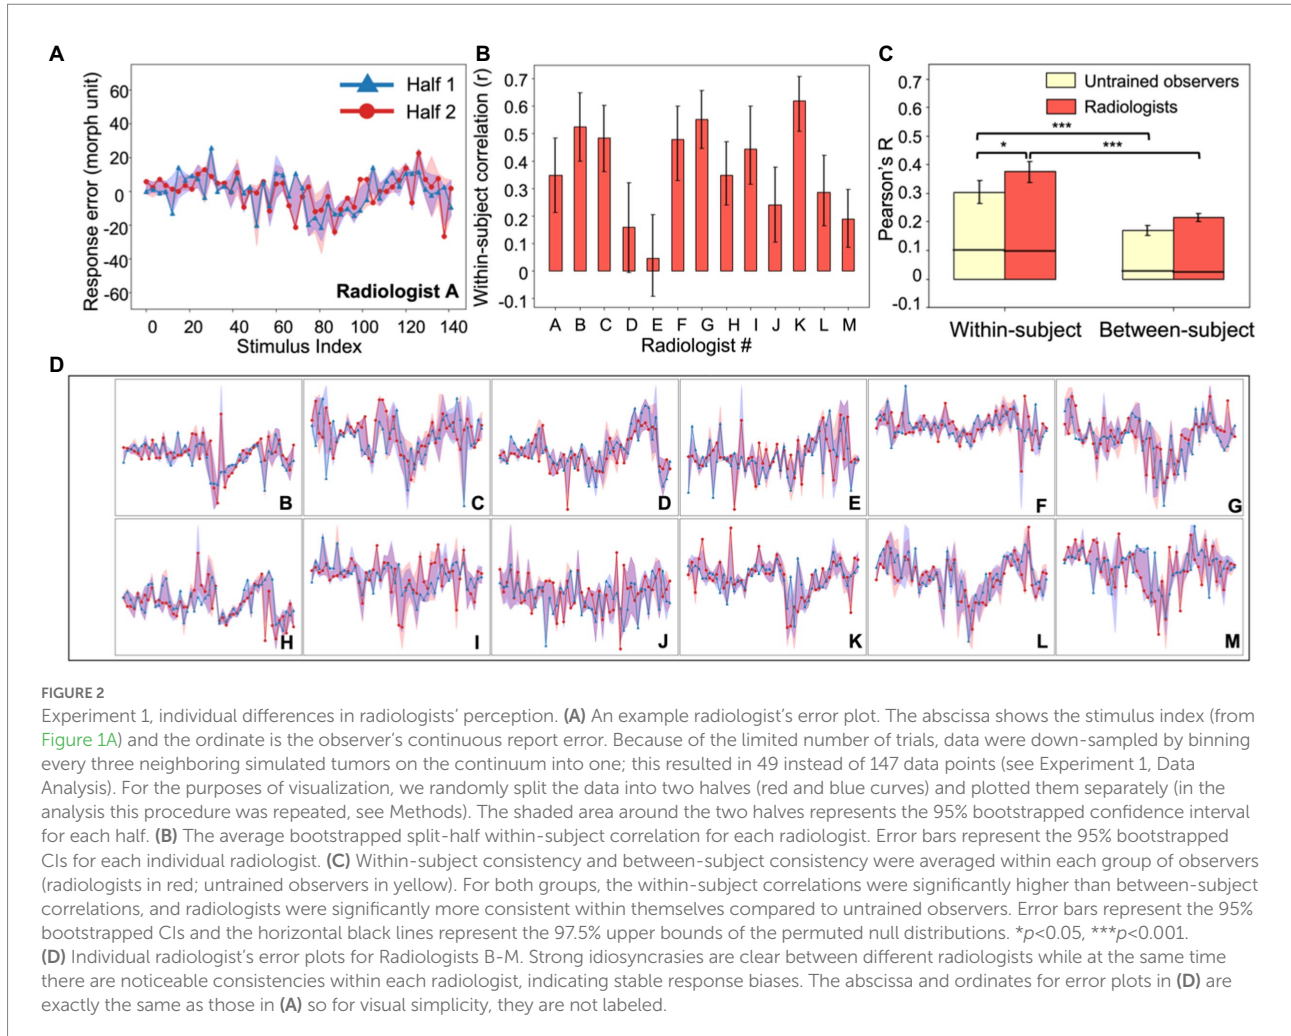 A
Response error (morph unit)
60
40
20
0
-20
-40
-60
Half 1
Half 2
Radiologist A
0 20 40 60 80 100 120 140
Stimulus Index
B
Within-subject correlation (r)
0.7
0.6
0.5
0.4
0.3
0.2
0.1
0
-0.1
A B C D E F G H I J K L M
Radiologist #
C
Pearson's R
0.7
0.6
0.5
0.4
0.3
0.2
0.1
0
-0.1
Untrained observers
Radiologists
***
* ***
Within-subject Between-subject
D
B C D E F G
H I J K L M
FIGURE 2
Experiment 1, individual differences in radiologists' perception. (A) An example radiologist's error plot. The abscissa shows the stimulus index (from
Figure 1A) and the ordinate is the observer's continuous report error. Because of the limited number of trials, data were down-sampled by binning
every three neighboring simulated tumors on the continuum into one; this resulted in 49 instead of 147 data points (see Experiment 1, Data
Analysis). For the purposes of visualization, we randomly split the data into two halves (red and blue curves) and plotted them separately (in the
analysis this procedure was repeated, see Methods). The shaded area around the two halves represents the 95% bootstrapped confidence interval
for each half. (B) The average bootstrapped split-half within-subject correlation for each radiologist. Error bars represent the 95% bootstrapped
CIs for each individual radiologist. (C) Within-subject consistency and between-subject consistency were averaged within each group of observers
(radiologists in red; untrained observers in yellow). For both groups, the within-subject correlations were significantly higher than between-subject
correlations, and radiologists were significantly more consistent within themselves compared to untrained observers. Error bars represent the 95%
bootstrapped CIs and the horizontal black lines represent the 97.5% upper bounds of the permuted null distributions. *p<0.05, ***p<0.001.
(D) Individual radiologist's error plots for Radiologists B-M. Strong idiosyncrasies are clear between different radiologists while at the same time
there are noticeable consistencies within each radiologist, indicating stable response biases. The abscissa and ordinates for error plots in (D) are
exactly the same as those in (A) so for visual simplicity, they are not labeled.